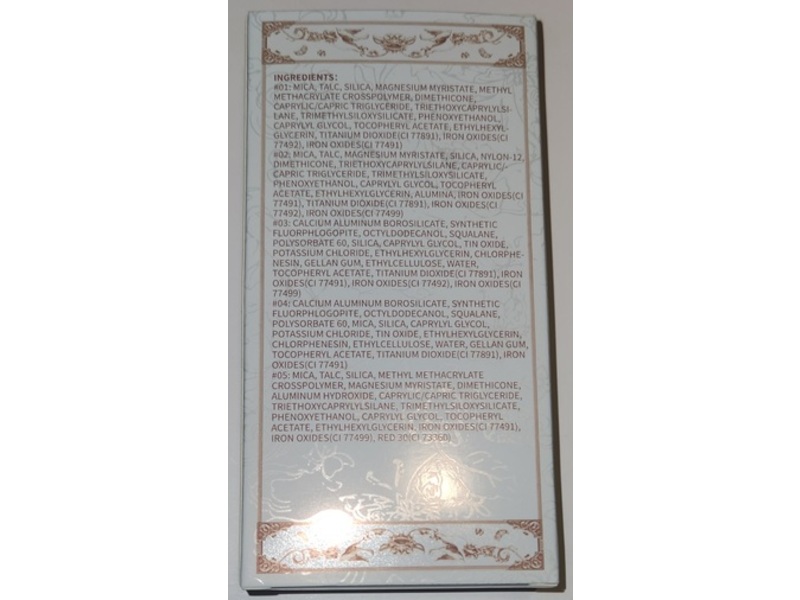 INGREDIENTS:
#01: MICA, TALC, SILICA, MAGNESIUM MYRISTATE, METHYL
METHACRYLATE CROSSPOLYMER, DIMETHICONE,
CAPRYLIC/CAPRIC TRIGLYCERIDE, TRIETHOXYCAPRYLYLSI-
LANE, TRIMETHYLSILOXYSILICATE, PHENOXYETHANOL,
CAPRYLYL GLYCOL, TOCOPHERYL ACETATE, ETHYLHEXYL-
GLYCERIN, TITANIUM DIOXIDE(CI 77891), IRON OXIDES(CI
77492), IRON OXIDES(CI 77491)
#02: MICA, TALC, MAGNESIUM MYRISTATE, SILICA, NYLON-12,
DIMETHICONE, TRIETHOXYCAPRYLYLSILANE, CAPRYLIC/-
CAPRIC TRIGLYCERIDE, TRIMETHYLSILOXYSILICATE,
PHENOXYETHANOL, CAPRYLYL GLYCOL, TOCOPHERYL
ACETATE, ETHYLHEXYLGLYCERIN, ALUMINA, IRON OXIDES(CI
77491), TITANIUM DIOXIDE(CI 77891), IRON OXIDES(CI
77492), IRON OXIDES(CI 77499)
#03: CALCIUM ALUMINUM BOROSILICATE, SYNTHETIC
FLUORPHLOGOPITE, OCTYLDODECANOL, SQUALANE,
POLYSORBATE 60, SILICA, CAPRYLYL GLYCOL, TIN OXIDE,
POTASSIUM CHLORIDE, ETHYLHEXYLGLYCERIN, CHLORPHE-
NESIN, GELLAN GUM, ETHYLCELLULOSE, WATER,
TOCOPHERYL ACETATE, TITANIUM DIOXIDE(CI 77891), IRON
OXIDES(CI 77491), IRON OXIDES(CI 77492), IRON OXIDES(CI
77499)
#04: CALCIUM ALUMINUM BOROSILICATE, SYNTHETIC
FLUORPHLOGOPITE, OCTYLDODECANOL, SQUALANE,
POLYSORBATE 60, MICA, SILICA, CAPRYLYL GLYCOL,
POTASSIUM CHLORIDE, TIN OXIDE, ETHYLHEXYLGLYCERIN,
CHLORPHENESIN, ETHYLCELLULOSE, WATER, GELLAN GUM,
TOCOPHERYL ACETATE, TITANIUM DIOXIDE(CI 77891), IRON
OXIDES(CI 77491)
#05: MICA, TALC, SILICA, METHYL METHACRYLATE
CROSSPOLYMER, MAGNESIUM MYRISTATE, DIMETHICONE,
ALUMINUM HYDROXIDE, CAPRYLIC/CAPRIC TRIGLYCERIDE,
TRIETHOXYCAPRYLYLSILANE, TRIMETHYLSILOXYSILICATE,
PHENOXYETHANOL, CAPRYLYL GLYCOL, TOCOPHERYL
ACETATE, ETHYLHEXYLGLYCERIN, IRON OXIDES(CI 77491),
IRON OXIDES(CI 77499), RED 30(CI 73360)